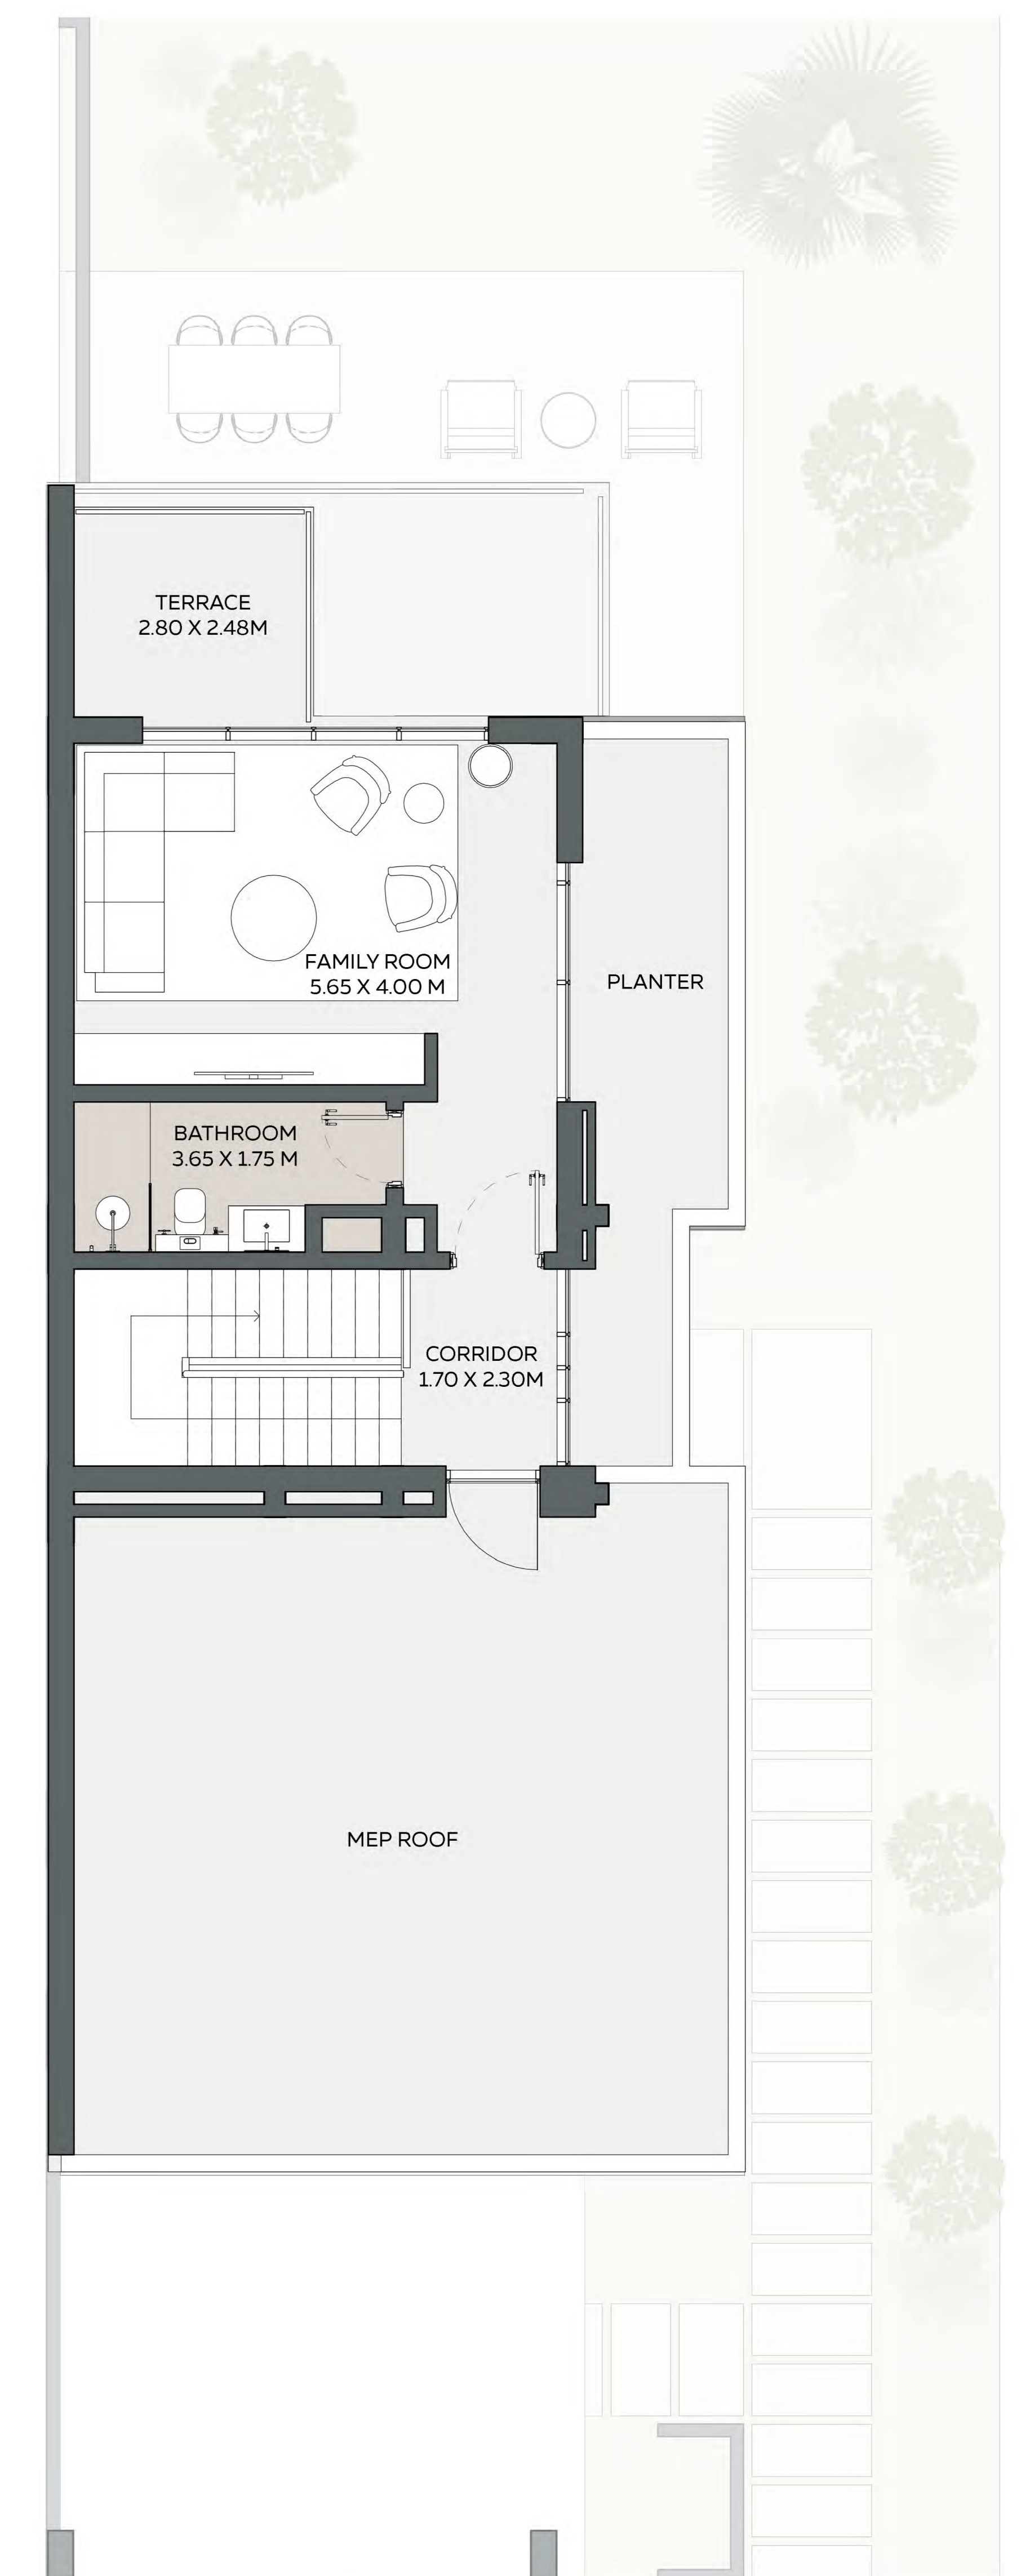 TERRACE
2.80 X 2.48M
FAMILY ROOM
5.65 X 4.00 M
PLANTER
BATHROOM
3.65 X 1.75 M
CORRIDOR
1.70 X 2.30M
MEP ROOF